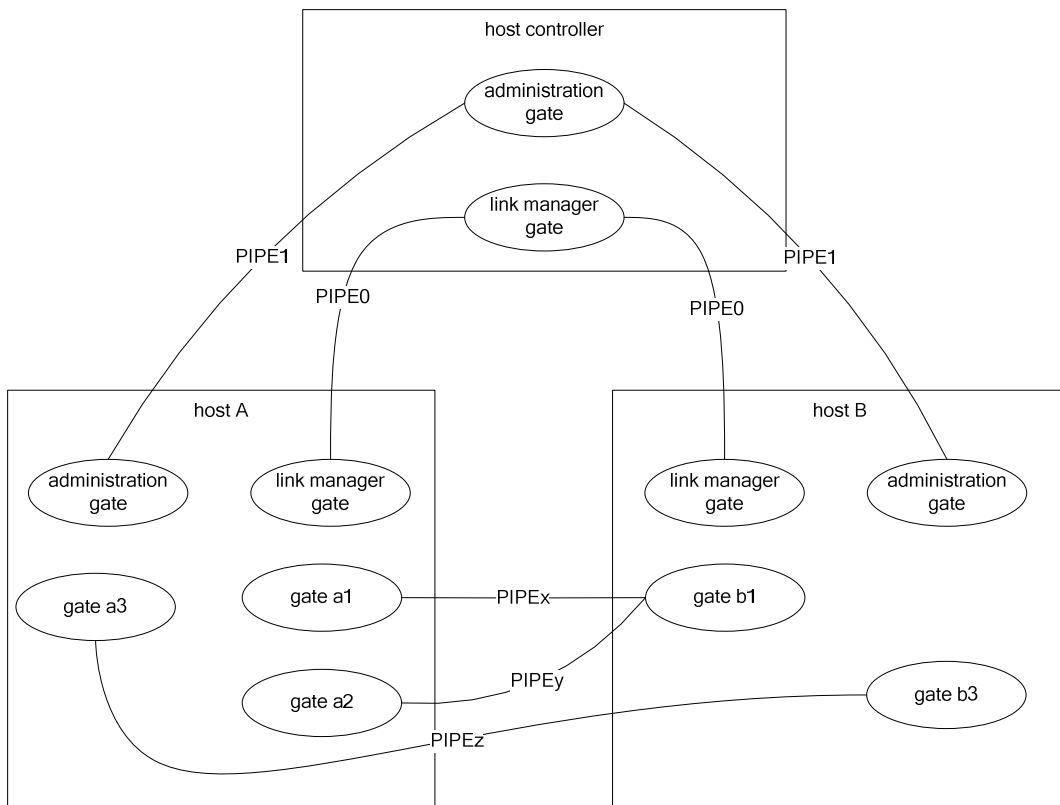 host controller
administration
gate
link manager
gate
PIPE1
PIPE1
PIPE0
PIPE0
host A
host B
administration
gate
link manager
gate
link manager
gate
administration
gate
gate a3
gate a1
PIPEx
gate b1
gate a2
PIPEy
gate b3
PIPEz